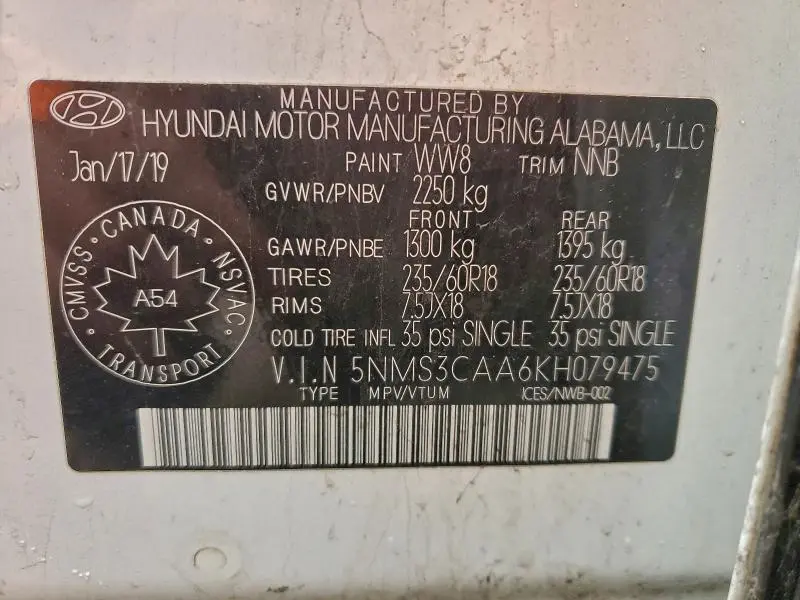 MANUFACTURED BY
HYUNDAI MOTOR MANUFACTURING ALABAMA, LLC
Jan/17/19 PAINT WW8 TRIM NNB
GVWR/PNBV 2250 kg
FRONT REAR
GAWR/PNBE 1300 kg 1395 kg
TIRES 235/60R18 235/60R18
RIMS 7.5JX18 7.5JX18
COLD TIRE INFL 35 psi SINGLE 35 psi SINGLE
V.I.N 5NMS3CAA6KH079475
TYPE MPV/VTUM ICES/NWB-002
CMVSS · CANADA · NSVAC · TRANSPORT ·
A54